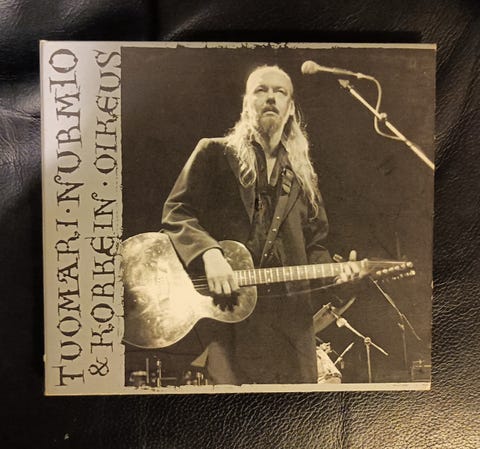 TUOMARI · NURMIO
& KORKEIN · OIKEUS